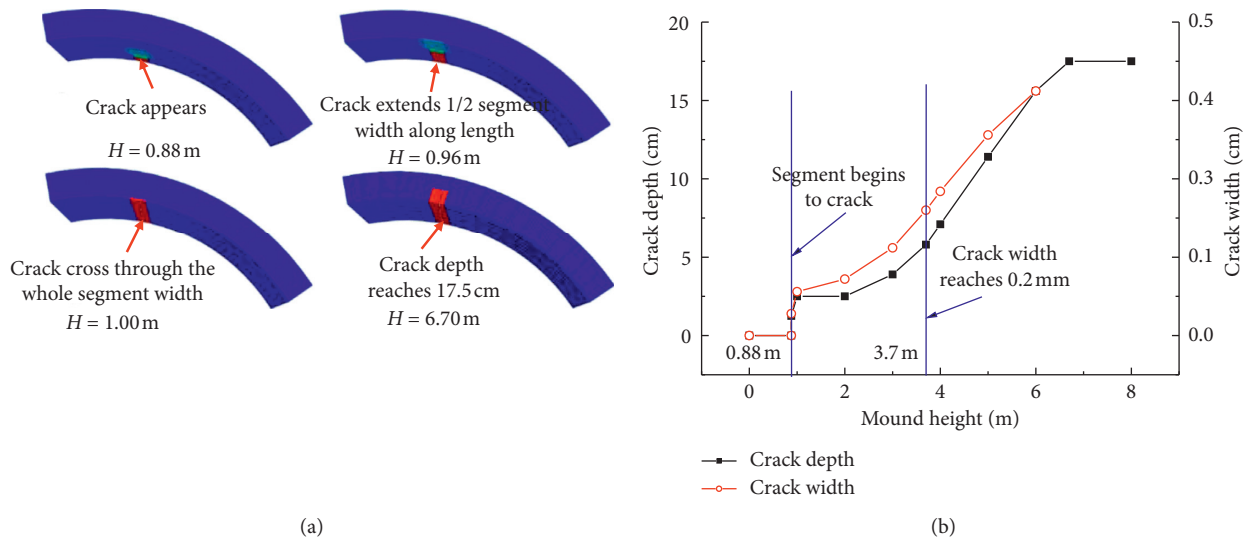 Crack appears
H = 0.88 m
Crack extends 1/2 segment
width along length
H = 0.96 m
Crack cross through the
whole segment width
H = 1.00 m
Crack depth
reaches 17.5 cm
H = 6.70 m
(a)
20
15
10
5
0
Crack depth (cm)
0.5
0.4
0.3
0.1
0.0
Crack width (cm)
Segment begins
to crack
Crack width
reaches 0.2 mm
0.88 m
3.7 m
0 2 4 6 8
Mound height (m)
Crack depth
Crack width
(b)